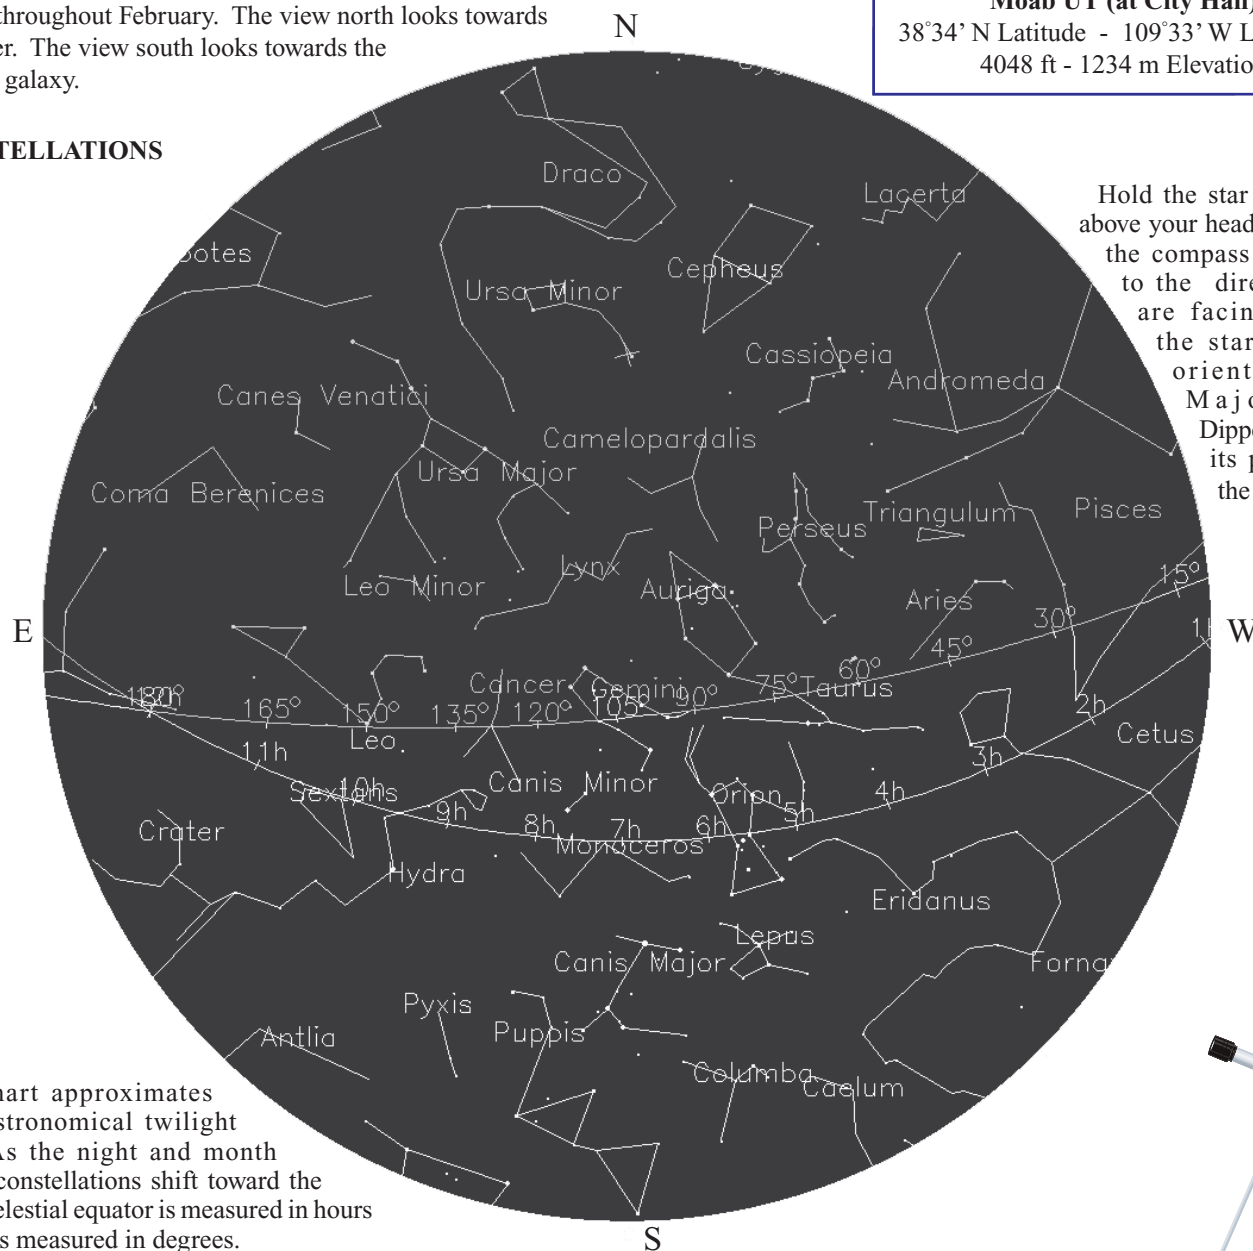 throughout February. The view north looks towards
er. The view south looks towards the
galaxy.
Moab UT (at City Hall)
38°34’ N Latitude - 109°33’ W L
4048 ft - 1234 m Elevatio
TELLATIONS
Hold the star
above your head
the compass
to the dire
are facin
the star
orient
Majo
Dippe
its p
the
N
Draco
Lacerta
ootes
Cepheus
Ursa Minor
Cassiopeia
Andromeda
Canes Venatici
Camelopardalis
Ursa Major
Coma Berenices
Triangulum
Pisces
Perseus
Lynx
Leo Minor
Auriga
Aries
15°
30°
E
W
1h
45°
60°
Cancer
Gemini
75°
Taurus
180°
165°
150°
135°
120°
105°
90°
2h
Leo
Cetus
11h
3h
Canis Minor
Orion
Sextans
10h
4h
9h
8h
7h
6h
5h
Crater
Monoceros
Hydra
Eridanus
Lepus
Canis Major
Forna
Pyxis
Puppis
Antlia
Columba
Caelum
S
hart approximates
stronomical twilight
As the night and month
constellations shift toward the
elestial equator is measured in hours
s measured in degrees.